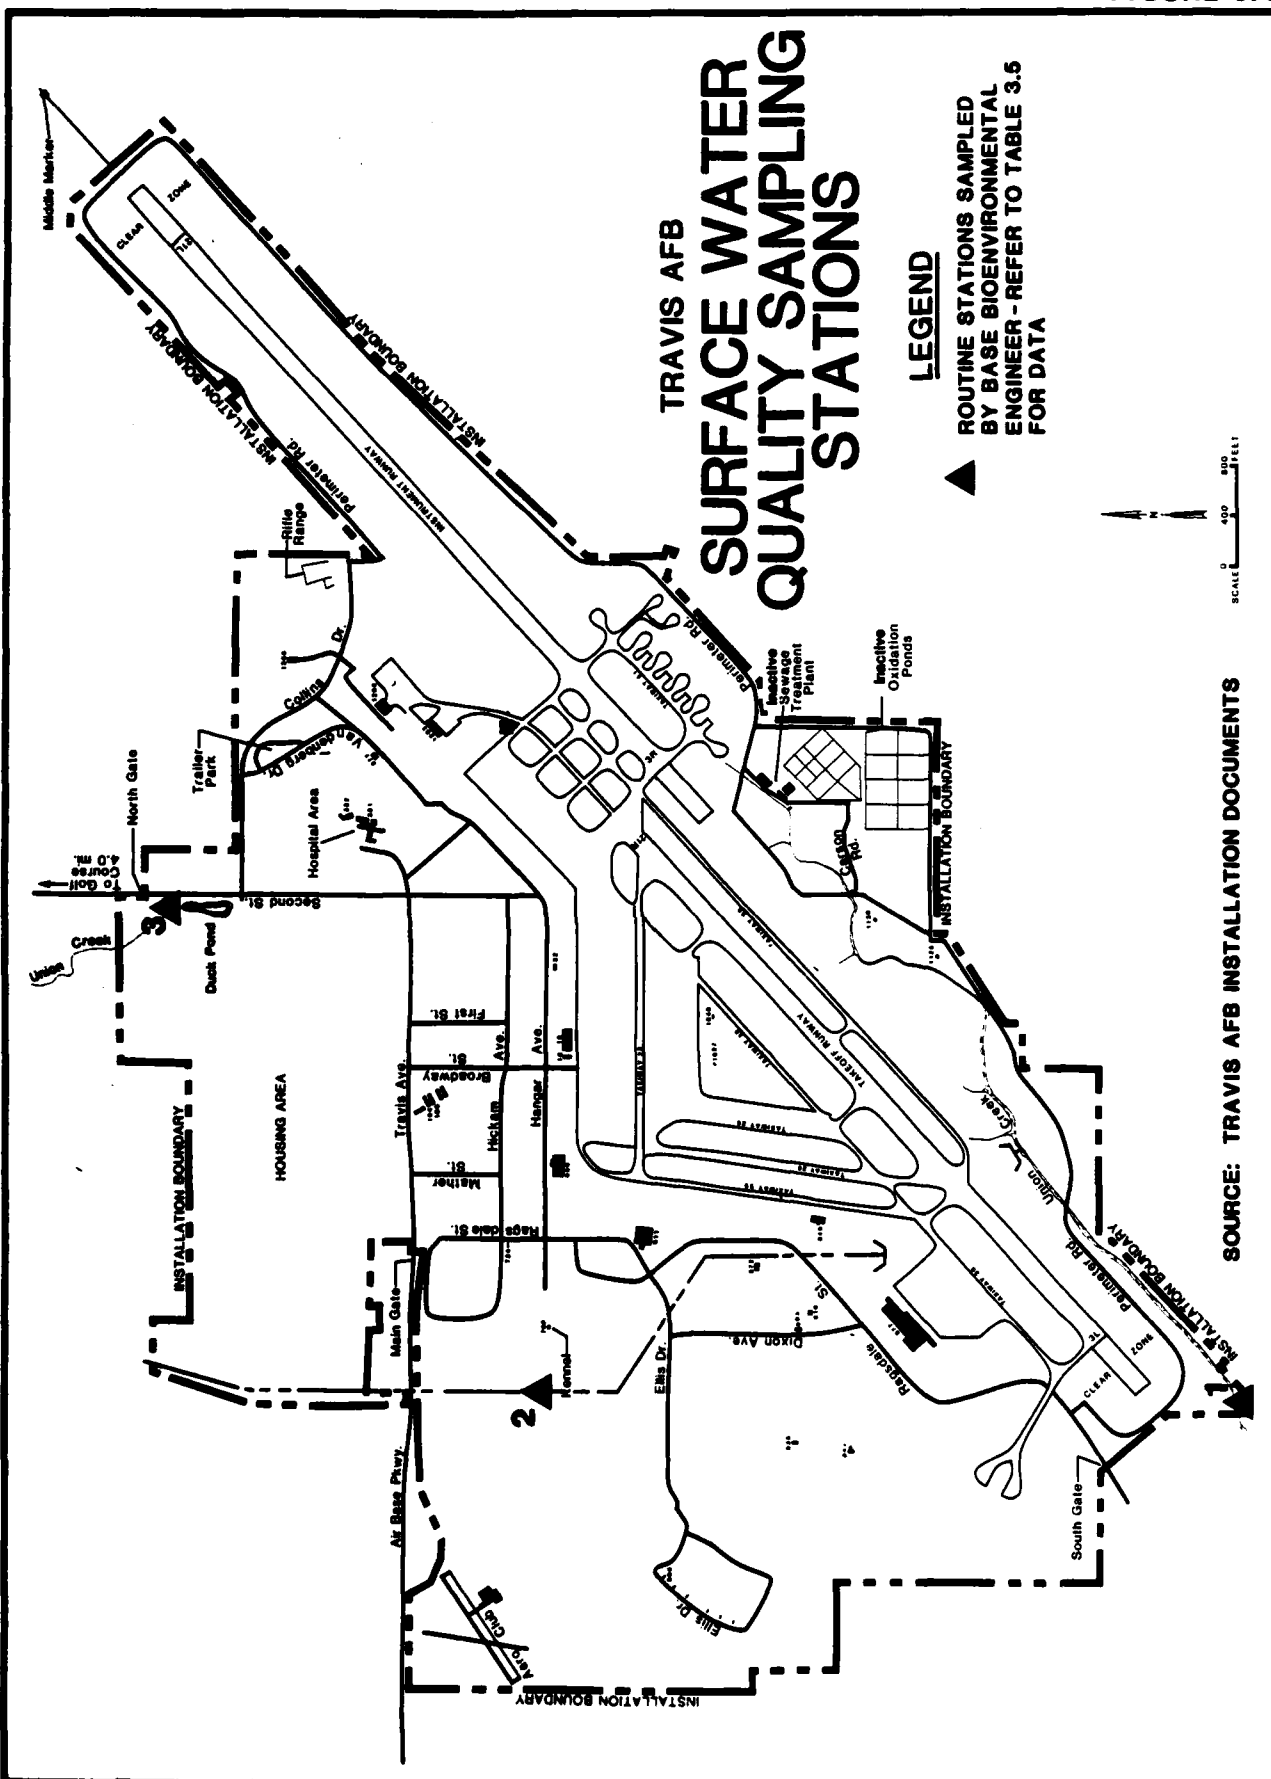 TRAVIS AFB
SURFACE WATER
QUALITY SAMPLING
STATIONS
LEGEND
ROUTINE STATIONS SAMPLED
BY BASE BIOENVIRONMENTAL
ENGINEER - REFER TO TABLE 3.5
FOR DATA
SCALE 0 400 800 FEET
N
SOURCE: TRAVIS AFB INSTALLATION DOCUMENTS
Middle Marker
CLEAR
ZONE
21L
INSTALLATION BOUNDARY
INSTALLATION BOUNDARY
Perimeter Rd.
INSTRUMENT RUNWAY
Rifle
Range
Collins
Dr.
Vandenberg Dr.
Trailer
Park
North Gate
Hospital Area
To Golf
Course
4.0 mi.
Second St.
3
Duck Pond
Union
Creek
HOUSING AREA
INSTALLATION BOUNDARY
Travis Ave.
First St.
Broadway
St.
Hickam
Ave.
Hangar
Ave.
Mather
St.
Ragsdale St.
Main Gate
Air Base Pkwy.
2
Kennel
Ellis Dr.
Dixon Ave.
Ragsdale
St.
Aero
Club
INSTALLATION BOUNDARY
Ellis Dr.
South Gate
CLEAR
ZONE
3L
1
INSTALLATION
INSTALLATION BOUNDARY
Perimeter Rd.
Union
Creek
TAKEOFF RUNWAY
21R
3R
Perimeter Rd.
Inactive
Sewage
Treatment
Plant
Inactive
Oxidation
Ponds
Carson
Rd.
INSTALLATION BOUNDARY